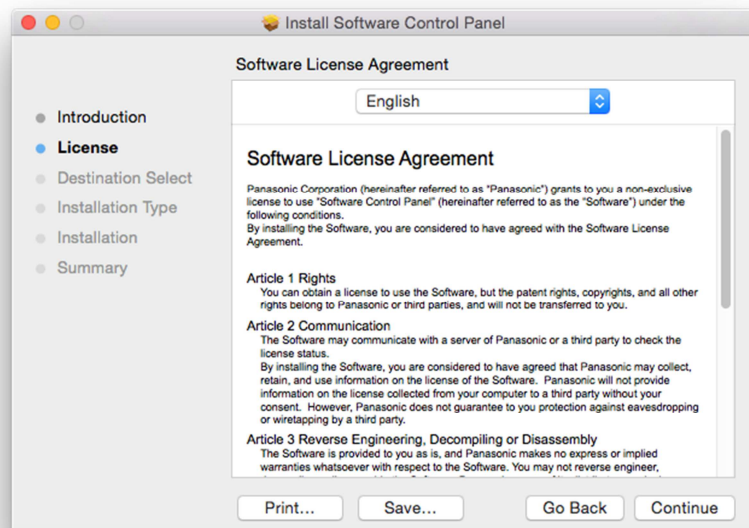 Install Software Control Panel
Software License Agreement
English
Introduction
License
Destination Select
Installation Type
Installation
Summary
Software License Agreement
Panasonic Corporation (hereinafter referred to as "Panasonic") grants to you a non-exclusive
license to use "Software Control Panel" (hereinafter referred to as the "Software") under the
following conditions.
By installing the Software, you are considered to have agreed with the Software License
Agreement.
Article 1 Rights
You can obtain a license to use the Software, but the patent rights, copyrights, and all other
rights belong to Panasonic or third parties, and will not be transferred to you.
Article 2 Communication
The Software may communicate with a server of Panasonic or a third party to check the
license status.
By installing the Software, you are considered to have agreed that Panasonic may collect,
retain, and use information on the license of the Software. Panasonic will not provide
information on the license collected from your computer to a third party without your
consent. However, Panasonic does not guarantee to you protection against eavesdropping
or wiretapping by a third party.
Article 3 Reverse Engineering, Decompiling or Disassembly
The Software is provided to you as is, and Panasonic makes no express or implied
warranties whatsoever with respect to the Software. You may not reverse engineer,
Print...
Save...
Go Back
Continue